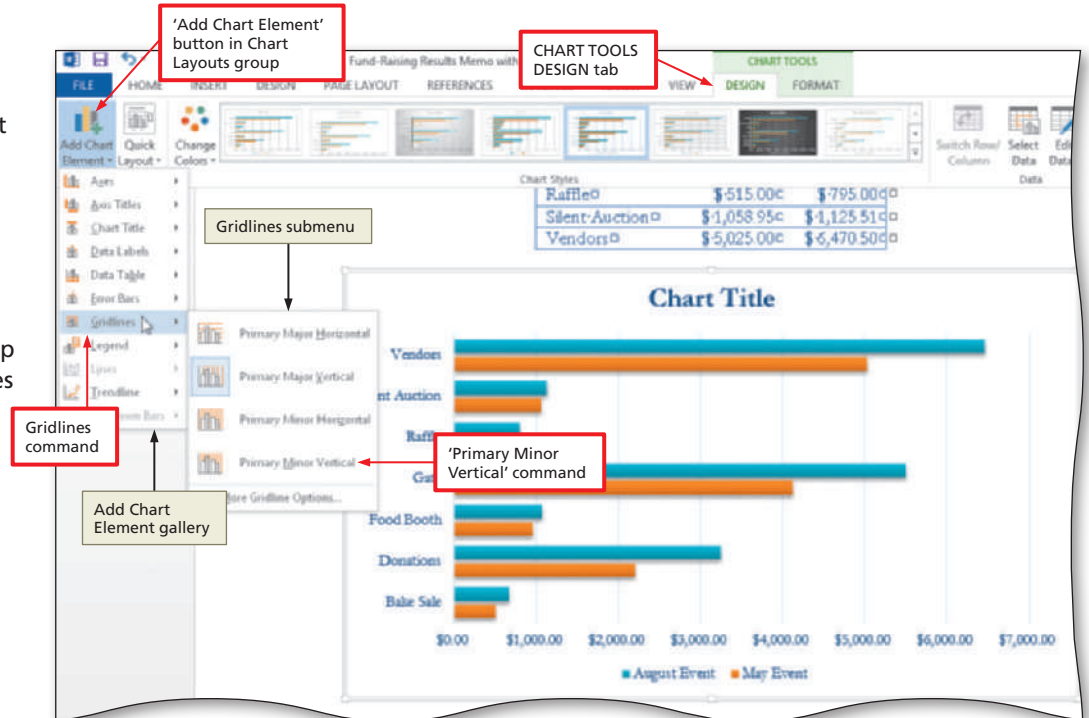 'Add Chart Element'
button in Chart
Layouts group
CHART TOOLS
DESIGN tab
Fund-Raising Results Memo with
CHART TOOLS
FILE HOME INSERT DESIGN PAGE LAYOUT REFERENCES VIEW DESIGN FORMAT
Add Chart
Element
Quick
Layout
Change
Colors
Switch Row/
Column
Select
Data
Chart Styles
Data
Axes
Axis Titles
Chart Title
Data Labels
Data Table
Error Bars
Gridlines
Legend
Lines
Trendline
Bars
Gridlines submenu
Primary Major Horizontal
Primary Major Vertical
Primary Minor Horizontal
Primary Minor Vertical
More Gridline Options...
Gridlines
command
Add Chart
Element gallery
'Primary Minor
Vertical' command
Raffle $ 515.00 $ 795.00
Silent Auction $ 1,058.95 $ 1,125.51
Vendors $ 5,025.00 $ 6,470.50
Chart Title
Vendors
Auction
Food Booth
Donations
Bake Sale
$0.00 $1,000.00 $2,000.00 $3,000.00 $4,000.00 $5,000.00 $6,000.00 $7,000.00
August Event May Event